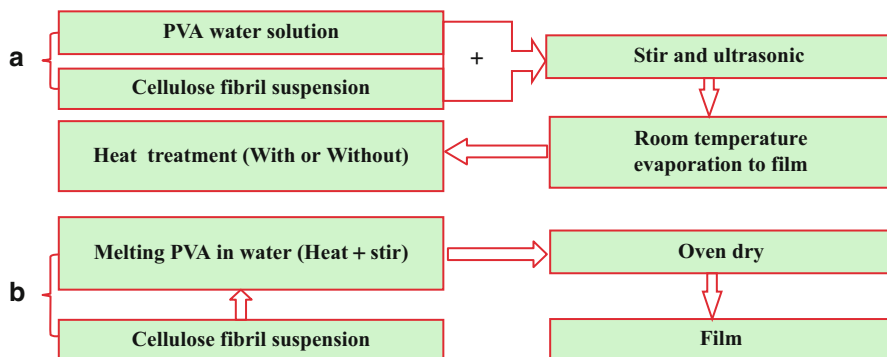 a
PVA water solution
+
Cellulose fibril suspension
Stir and ultrasonic
Room temperature
evaporation to film
Heat treatment (With or Without)
b
Melting PVA in water (Heat + stir)
Cellulose fibril suspension
Oven dry
Film